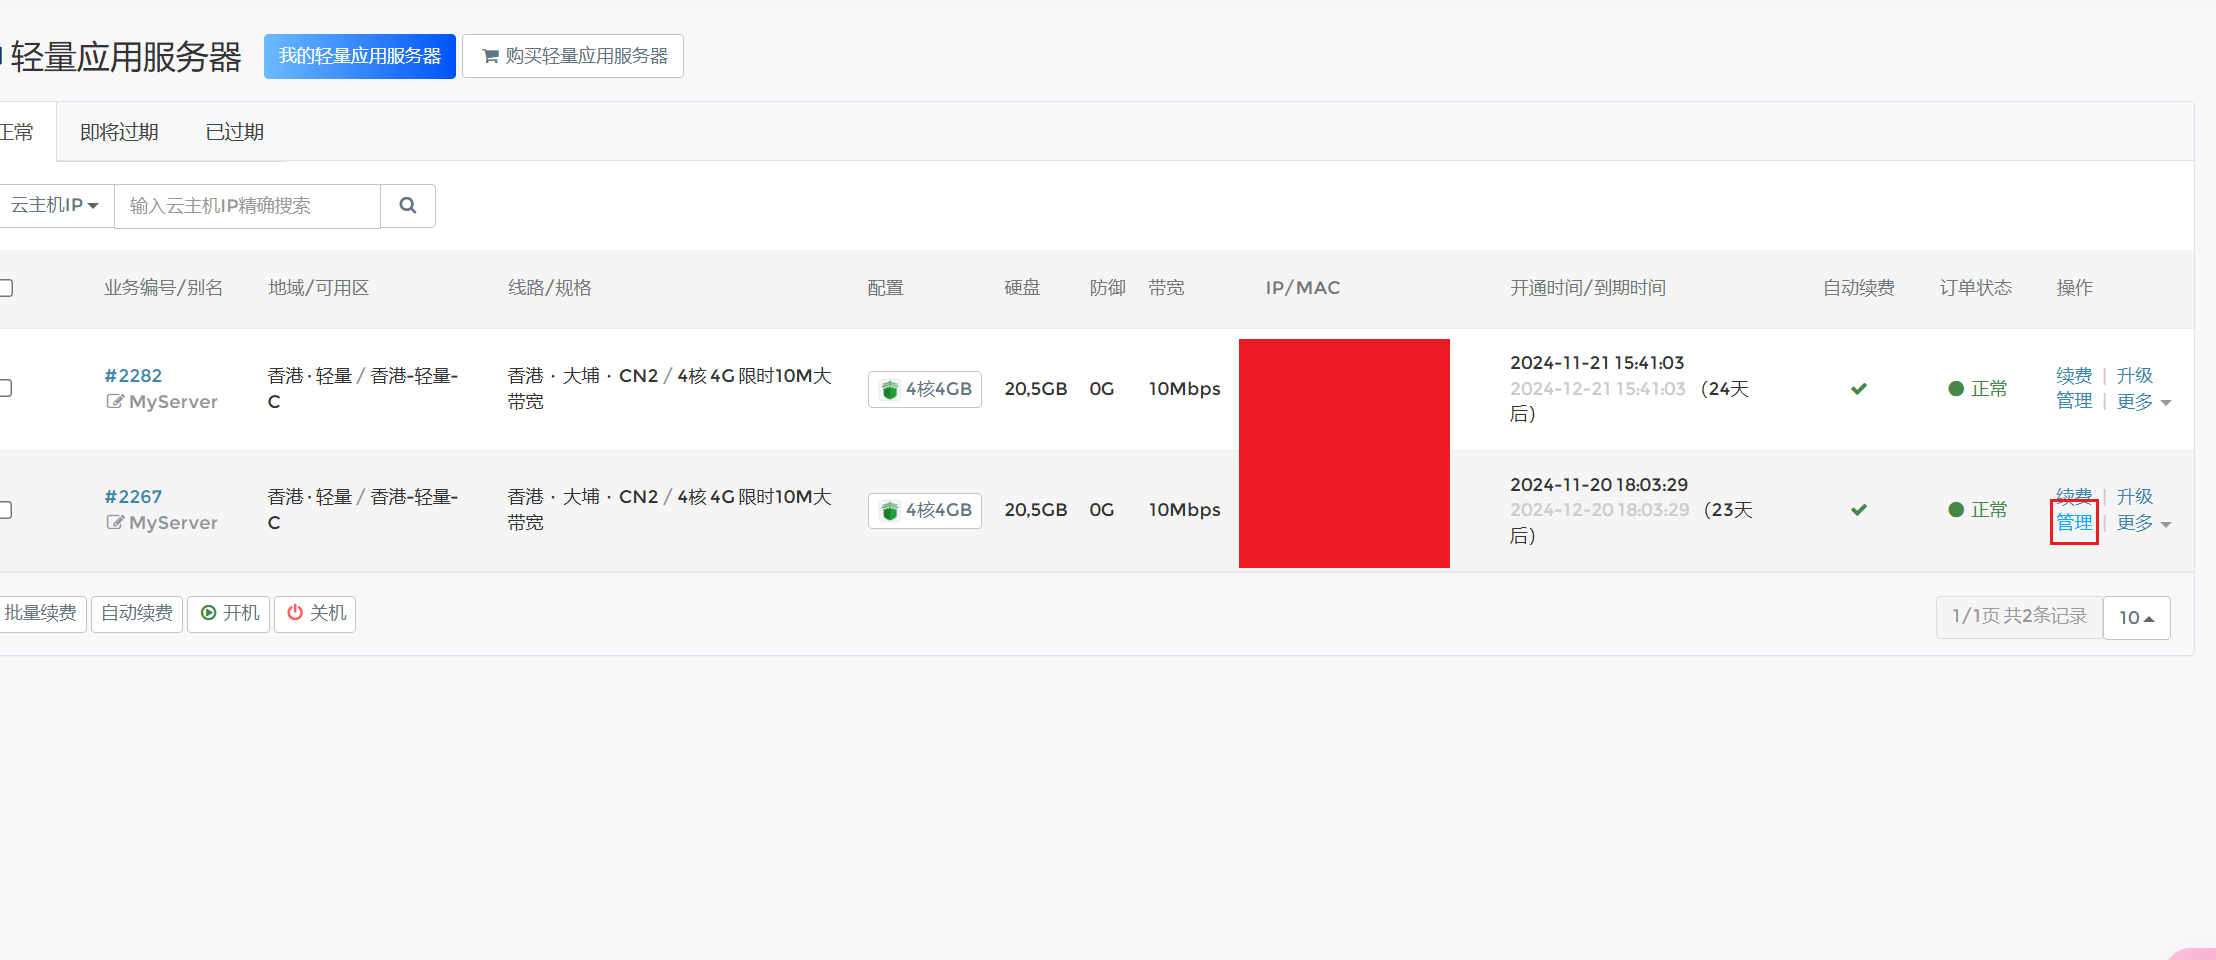 轻量应用服务器 我的轻量应用服务器 购买轻量应用服务器
正常 即将过期 已过期
云主机IP 输入云主机IP精确搜索
业务编号/别名 地域/可用区 线路/规格 配置 硬盘 防御 带宽 IP/MAC 开通时间/到期时间 自动续费 订单状态 操作
#2282
MyServer
香港·轻量 / 香港-轻量-
C
香港 · 大埔 · CN2 / 4核 4G 限时10M大
带宽
4核4GB
20,5GB
0G
10Mbps
2024-11-21 15:41:03
2024-12-21 15:41:03 （24天
后）
正常
续费 | 升级
管理 | 更多
#2267
MyServer
香港·轻量 / 香港-轻量-
C
香港 · 大埔 · CN2 / 4核 4G 限时10M大
带宽
4核4GB
20,5GB
0G
10Mbps
2024-11-20 18:03:29
2024-12-20 18:03:29 （23天
后）
正常
续费 | 升级
管理 | 更多
批量续费 自动续费 开机 关机
1/1页 共2条记录 10